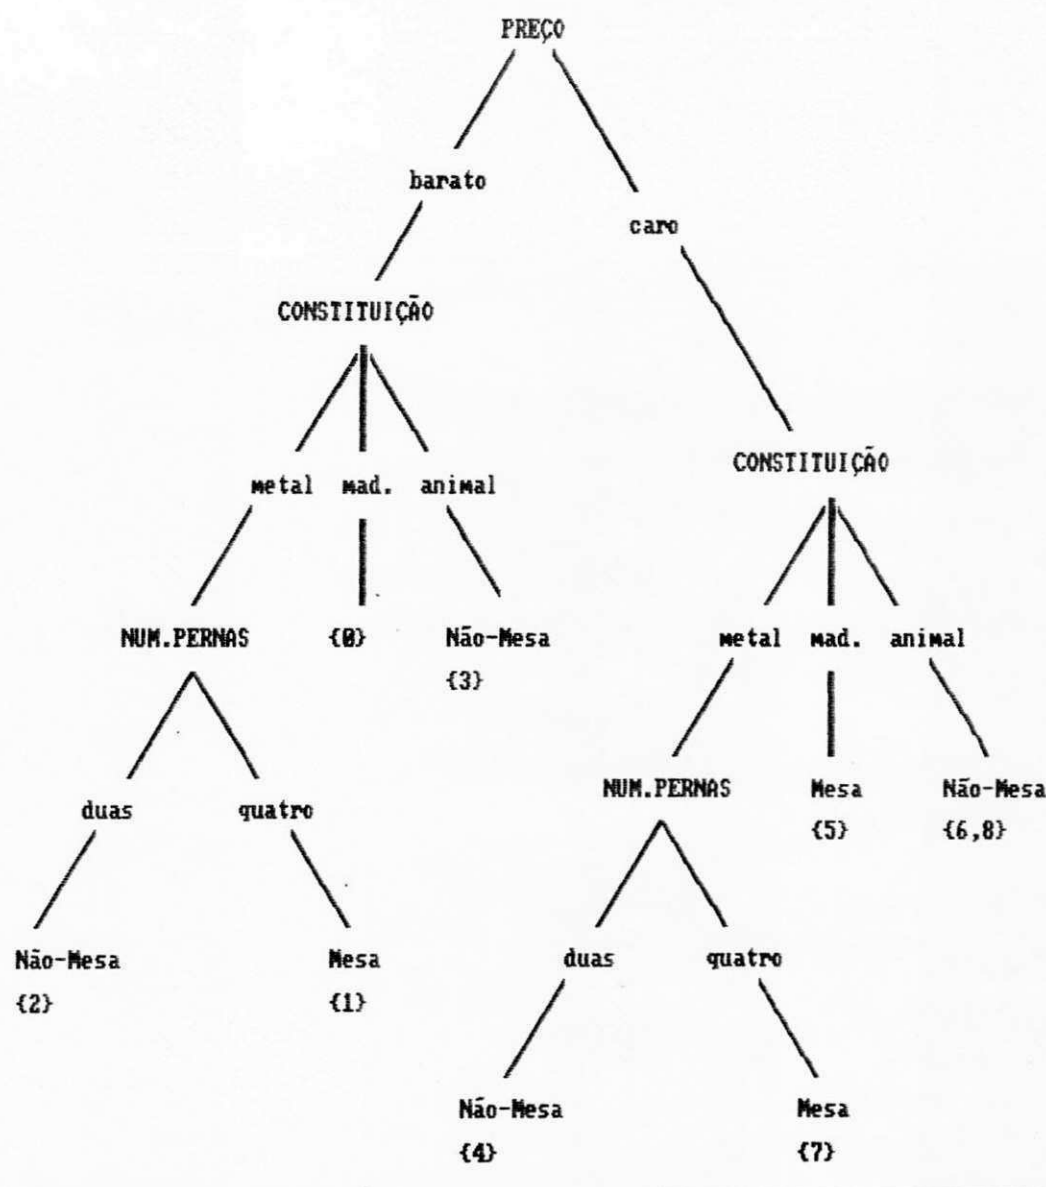 PREÇO
barato
caro
CONSTITUIÇÃO
CONSTITUIÇÃO
metal mad. animal
NUM.PERNAS {0} Não-Mesa
{3}
metal mad. animal
NUM.PERNAS Mesa Não-Mesa
{5} {6,8}
duas quatro
Não-Mesa Mesa
{2} {1}
duas quatro
Não-Mesa Mesa
{4} {7}